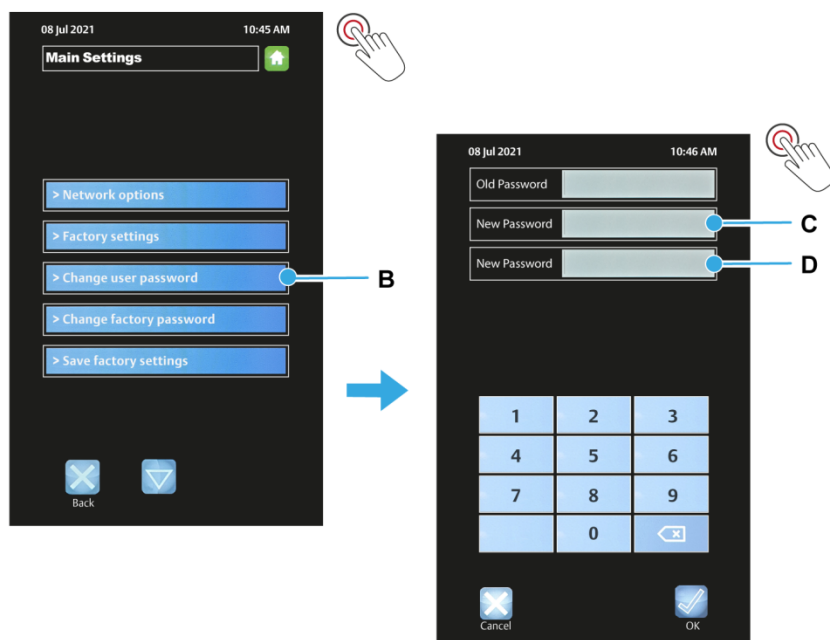 08 Jul 2021 10:45 AM
Main Settings
> Network options
> Factory settings
> Change user password
B
> Change factory password
> Save factory settings
Back
08 Jul 2021 10:46 AM
Old Password
New Password
C
New Password
D
1 2 3
4 5 6
7 8 9
0
Cancel
OK